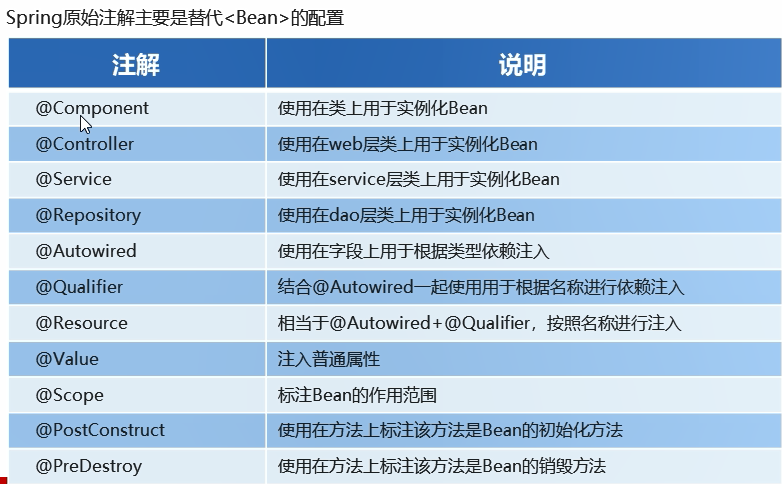 Spring原始注解主要是替代<Bean>的配置
注解 说明
@Component 使用在类上用于实例化Bean
@Controller 使用在web层类上用于实例化Bean
@Service 使用在service层类上用于实例化Bean
@Repository 使用在dao层类上用于实例化Bean
@Autowired 使用在字段上用于根据类型依赖注入
@Qualifier 结合@Autowired一起使用用于根据名称进行依赖注入
@Resource 相当于@Autowired+@Qualifier，按照名称进行注入
@Value 注入普通属性
@Scope 标注Bean的作用范围
@PostConstruct 使用在方法上标注该方法是Bean的初始化方法
@PreDestroy 使用在方法上标注该方法是Bean的销毁方法